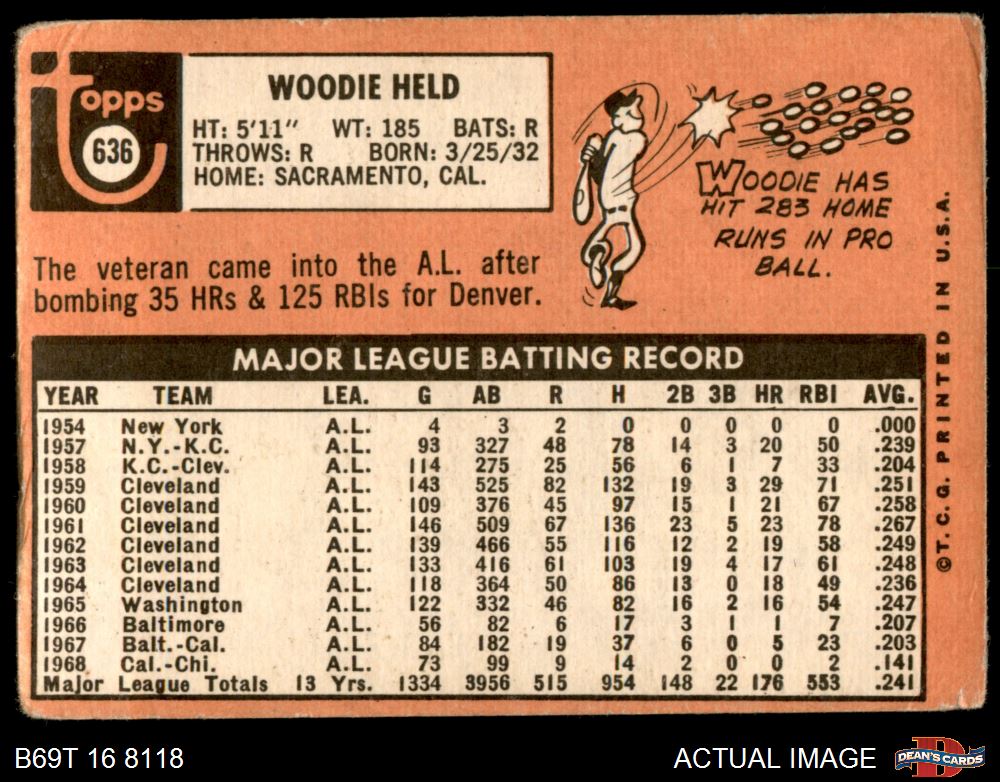 Topps
636
WOODIE HELD
HT: 5'11" WT: 185 BATS: R
THROWS: R BORN: 3/25/32
HOME: SACRAMENTO, CAL.
WOODIE HAS
HIT 283 HOME
RUNS IN PRO
BALL.
The veteran came into the A.L. after
bombing 35 HRs & 125 RBIs for Denver.
MAJOR LEAGUE BATTING RECORD
YEAR TEAM LEA. G AB R H 2B 3B HR RBI AVG.
1954 New York A.L. 4 3 2 0 0 0 0 0 .000
1957 N.Y.-K.C. A.L. 93 327 48 78 14 3 20 50 .239
1958 K.C.-Clev. A.L. 114 275 25 56 6 1 7 33 .204
1959 Cleveland A.L. 143 525 82 132 19 3 29 71 .251
1960 Cleveland A.L. 109 376 45 97 15 1 21 67 .258
1961 Cleveland A.L. 146 509 67 136 23 5 23 78 .267
1962 Cleveland A.L. 139 466 55 116 12 2 19 58 .249
1963 Cleveland A.L. 133 416 61 103 19 4 17 61 .248
1964 Cleveland A.L. 118 364 50 86 13 0 18 49 .236
1965 Washington A.L. 122 332 46 82 16 2 16 54 .247
1966 Baltimore A.L. 56 82 6 17 3 1 1 7 .207
1967 Balt.-Cal. A.L. 84 182 19 37 6 0 5 23 .203
1968 Cal.-Chi. A.L. 73 99 9 14 2 0 0 2 .141
Major League Totals 13 Yrs. 1334 3956 515 954 148 22 176 553 .241
©T.C.G. PRINTED IN U.S.A.
B69T 16 8118
ACTUAL IMAGE
D
DEAN'S CARDS